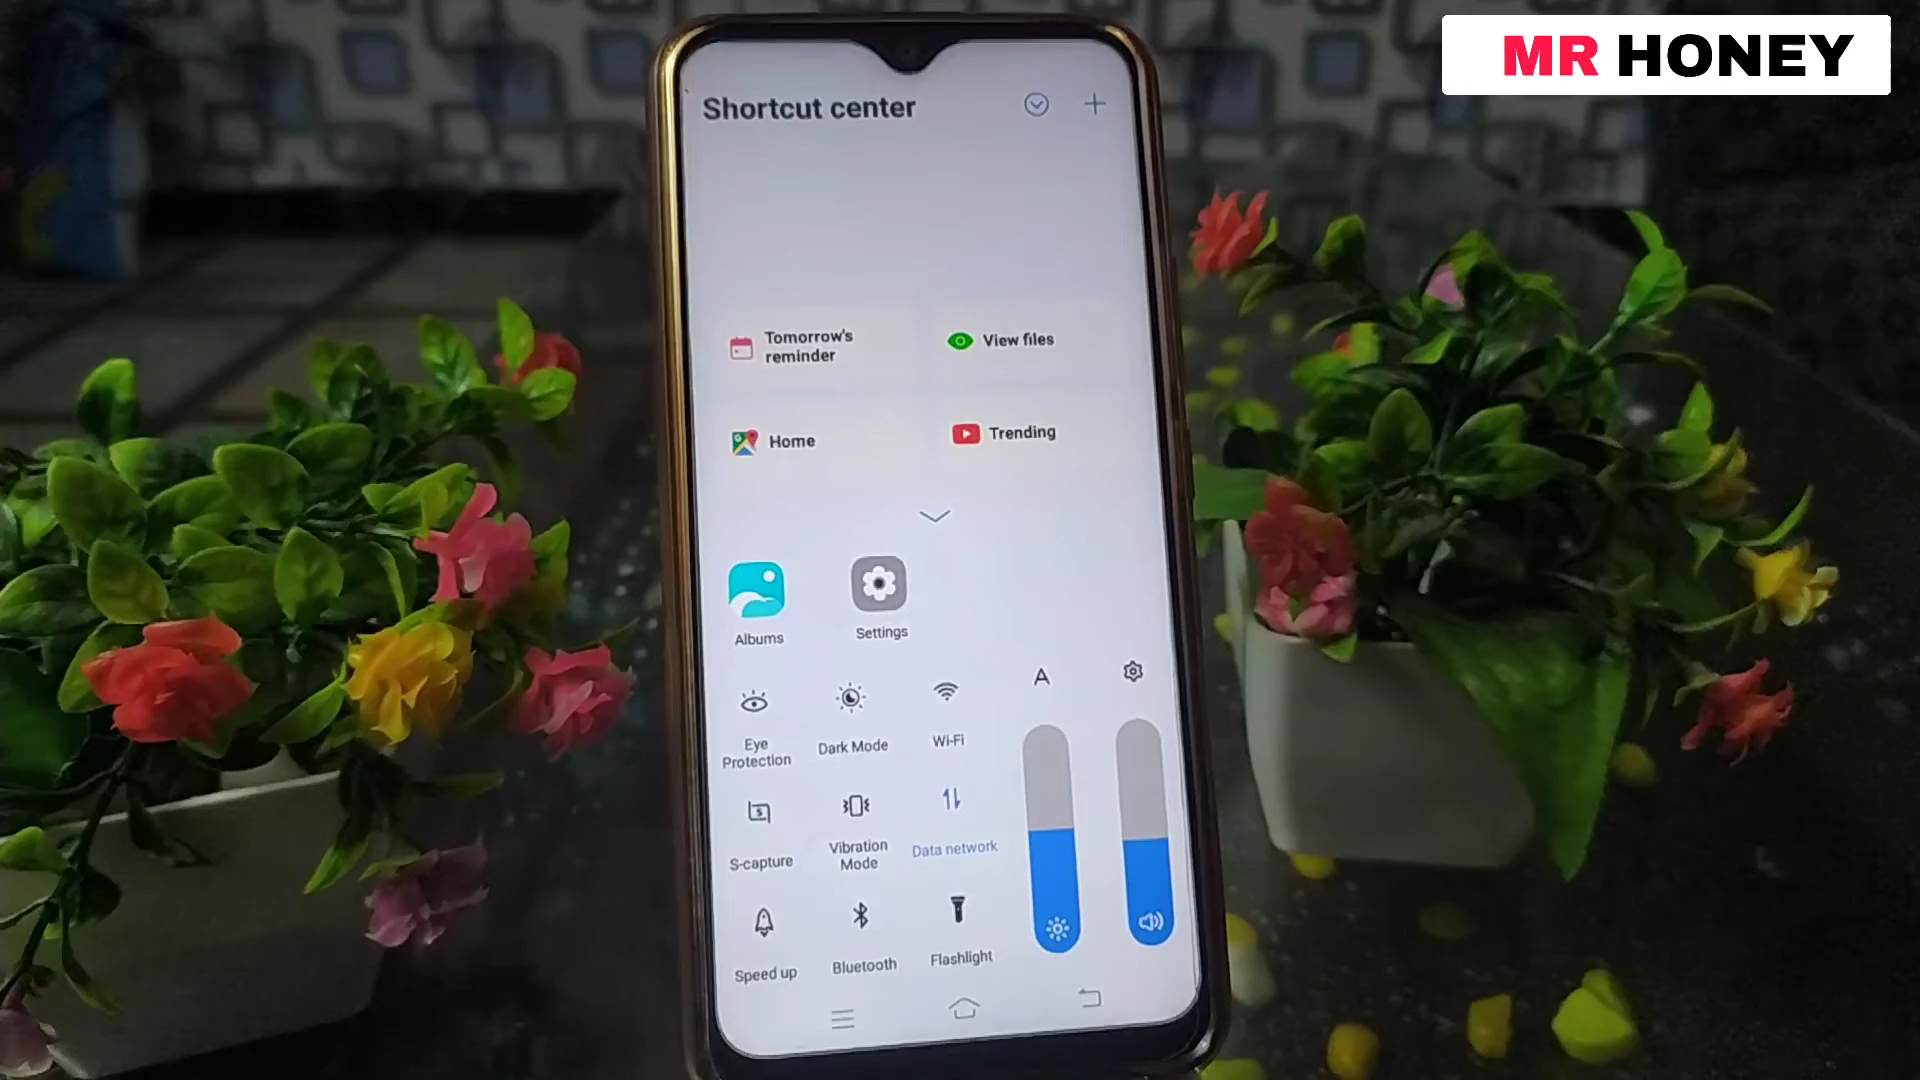 MR HONEY
Shortcut center
Tomorrow's
reminder
View files
Home
Trending
Albums
Settings
A
Eye
Protection
Dark Mode
Wi-Fi
S-capture
Vibration
Mode
Data network
Speed up
Bluetooth
Flashlight